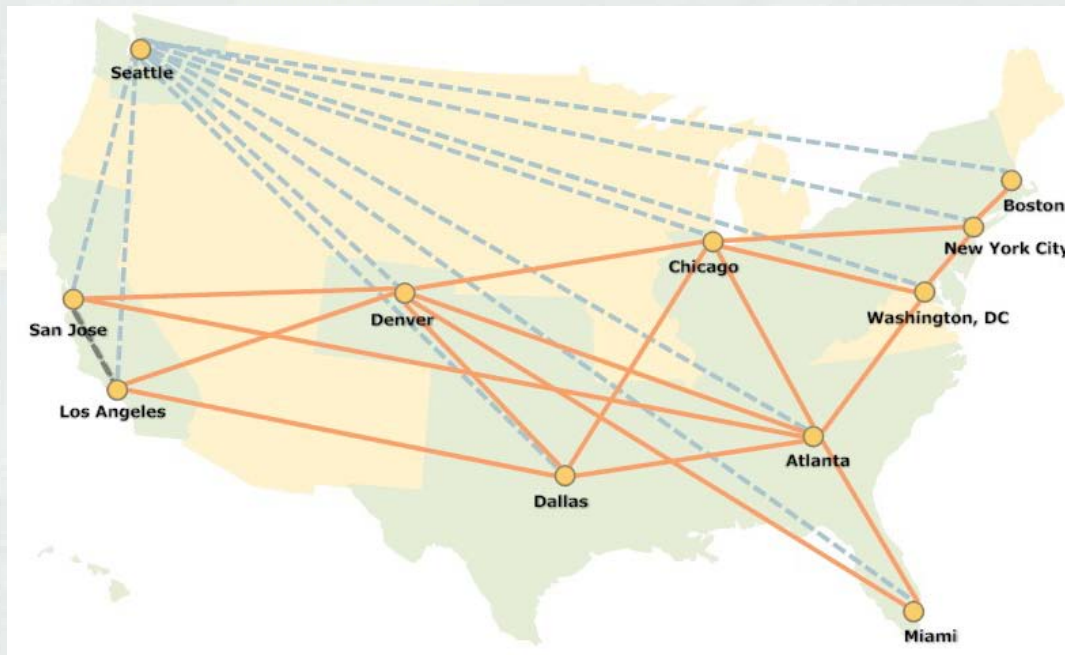 Seattle
Boston
New York City
Chicago
Washington, DC
Denver
San Jose
Los Angeles
Atlanta
Dallas
Miami